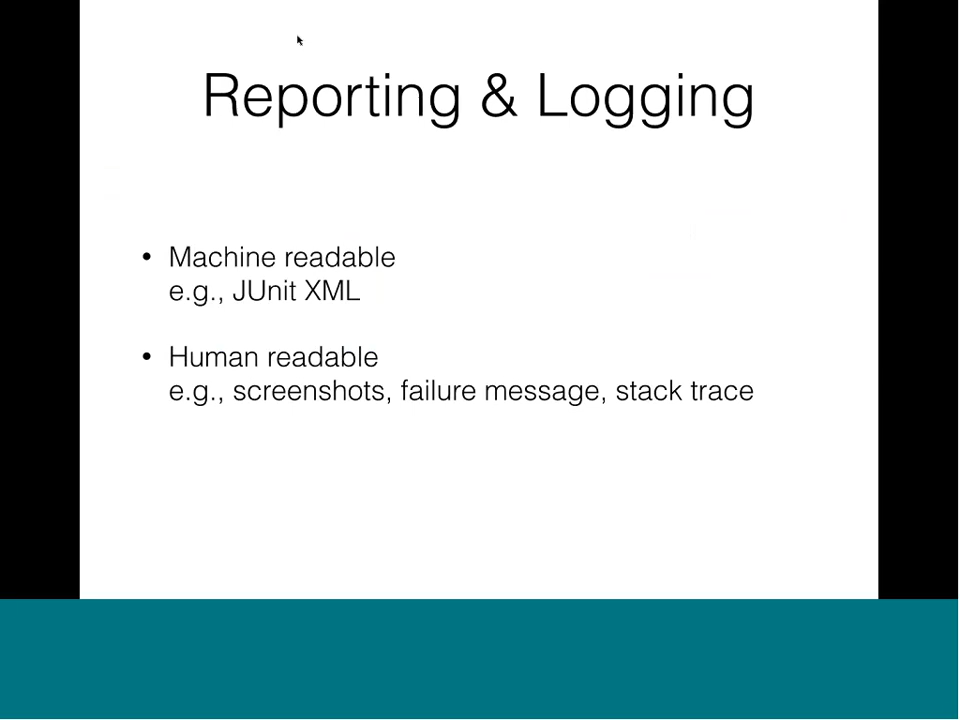 Reporting & Logging
• Machine readable
e.g., JUnit XML
• Human readable
e.g., screenshots, failure message, stack trace